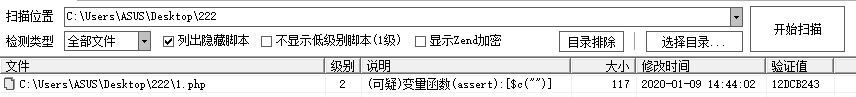 扫描位置 C:\Users\ASUS\Desktop\222 开始扫描
检测类型 全部文件 列出隐藏脚本 不显示低级别脚本(1级) 显示Zend加密 目录排除 选择目录...
文件 级别 说明 大小 修改时间 验证值
C:\Users\ASUS\Desktop\222\1.php 2 (可疑)变量函数(assert):[$c("")] 117 2020-01-09 14:44:02 12DCB243